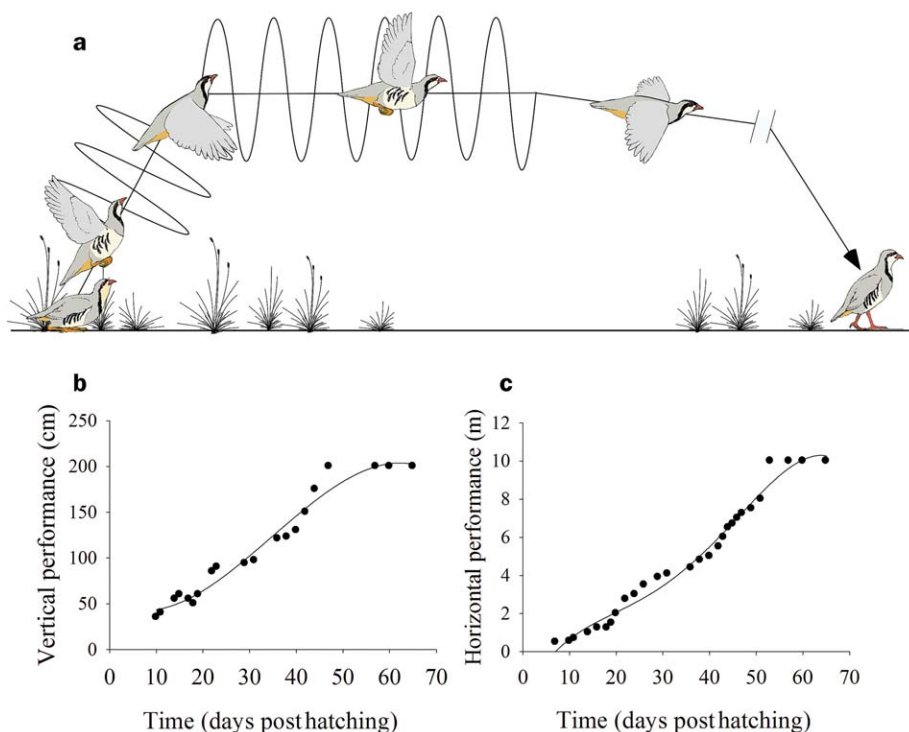 a
b
Vertical performance (cm)
250
200
150
100
50
0
0 10 20 30 40 50 60 70
Time (days post hatching)
c
Horizontal performance (m)
12
10
8
6
4
2
0
0 10 20 30 40 50 60 70
Time (days post hatching)